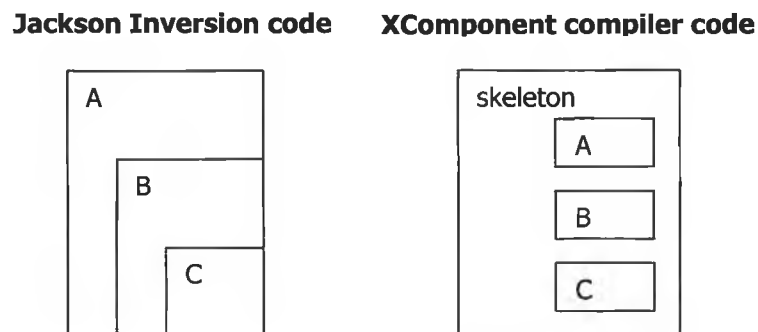 Jackson Inversion code
XComponent compiler code
A
B
C
skeleton
A
B
C